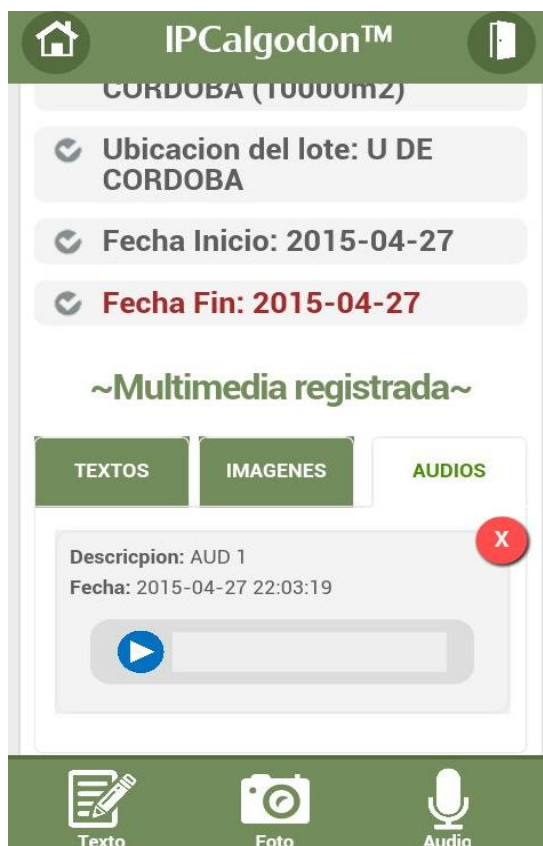 IPCalgodon™
CORDOBA (10000m2)
Ubicacion del lote: U DE
CORDOBA
Fecha Inicio: 2015-04-27
Fecha Fin: 2015-04-27
~Multimedia registrada~
TEXTOS
IMAGENES
AUDIOS
X
Descricpion: AUD 1
Fecha: 2015-04-27 22:03:19
Texto
Foto
Audio